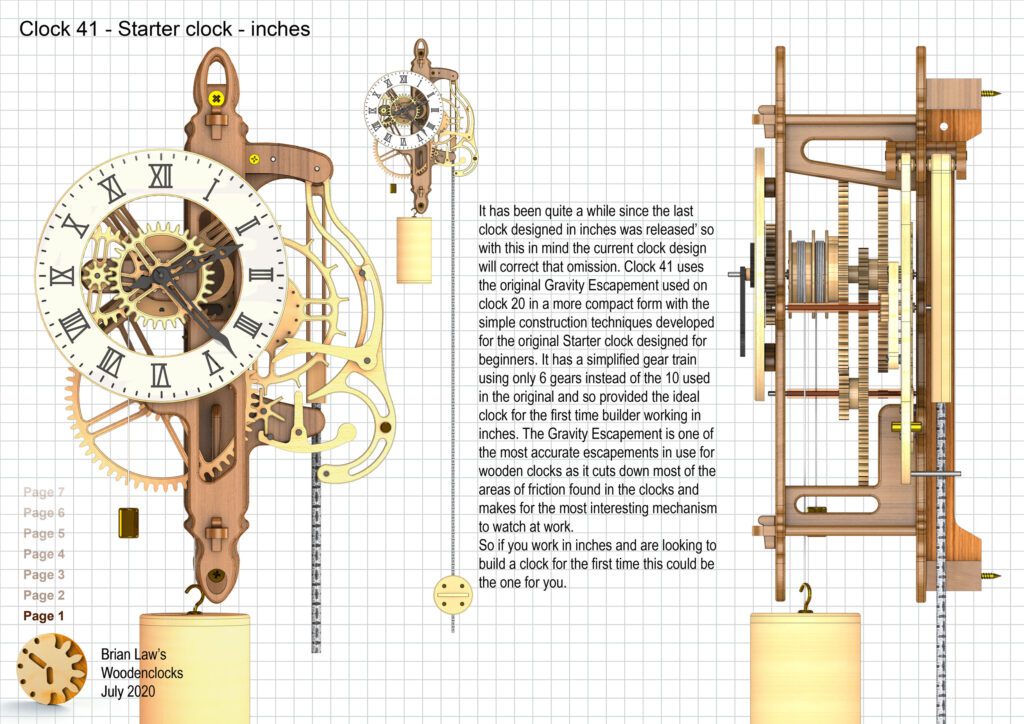 Clock 41 - Starter clock - inches
It has been quite a while since the last
clock designed in inches was released' so
with this in mind the current clock design
will correct that omission. Clock 41 uses
the original Gravity Escapement used on
clock 20 in a more compact form with the
simple construction techniques developed
for the original Starter clock designed for
beginners. It has a simplified gear train
using only 6 gears instead of the 10 used
in the original and so provided the ideal
clock for the first time builder working in
inches. The Gravity Escapement is one of
the most accurate escapements in use for
wooden clocks as it cuts down most of the
areas of friction found in the clocks and
makes for the most interesting mechanism
to watch at work.
So if you work in inches and are looking to
build a clock for the first time this could be
the one for you.
XII
I
II
III
IIII
V
VI
VII
VIII
IX
X
XI
Page 7
Page 6
Page 5
Page 4
Page 3
Page 2
Page 1
Brian Law's
Woodenclocks
July 2020